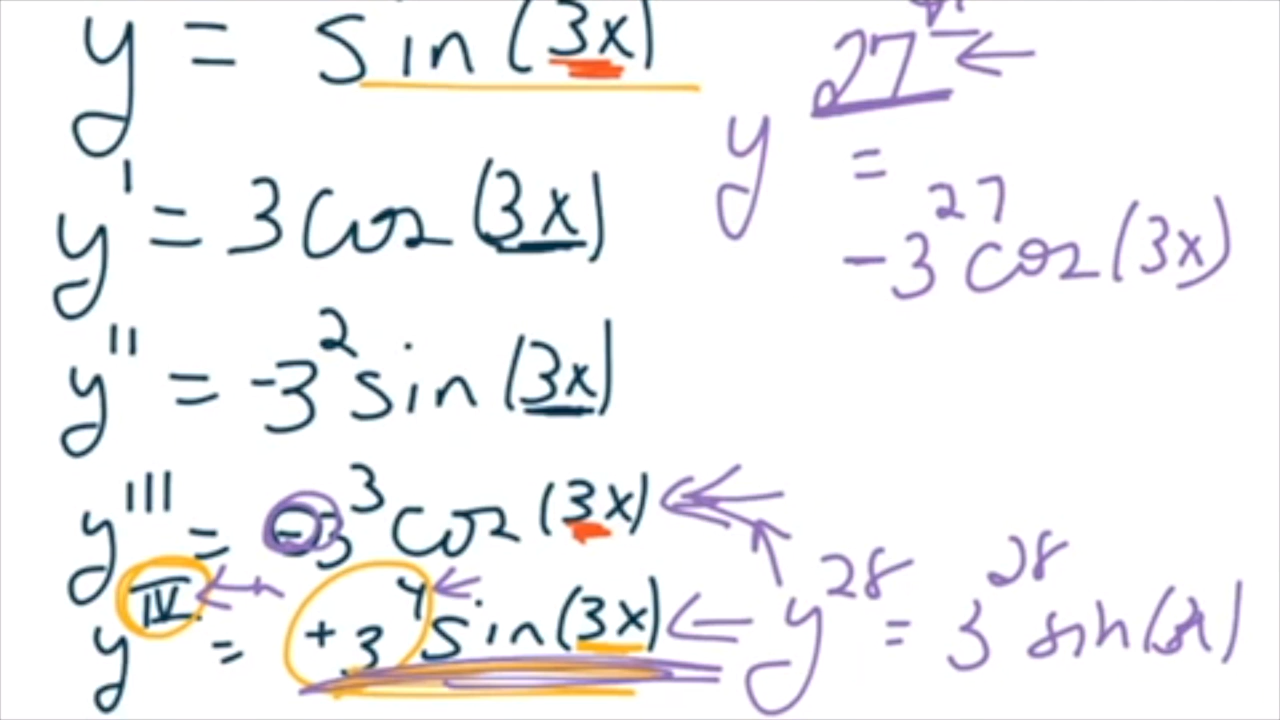 y = sin(3x)
y' = 3cos(3x)
y'' = -3²sin(3x)
y''' = -3³cos(3x)
y^IV = +3⁴sin(3x)
y^27 =
-3^27 cos(3x)
y^28 = 3^28 sin(3x)